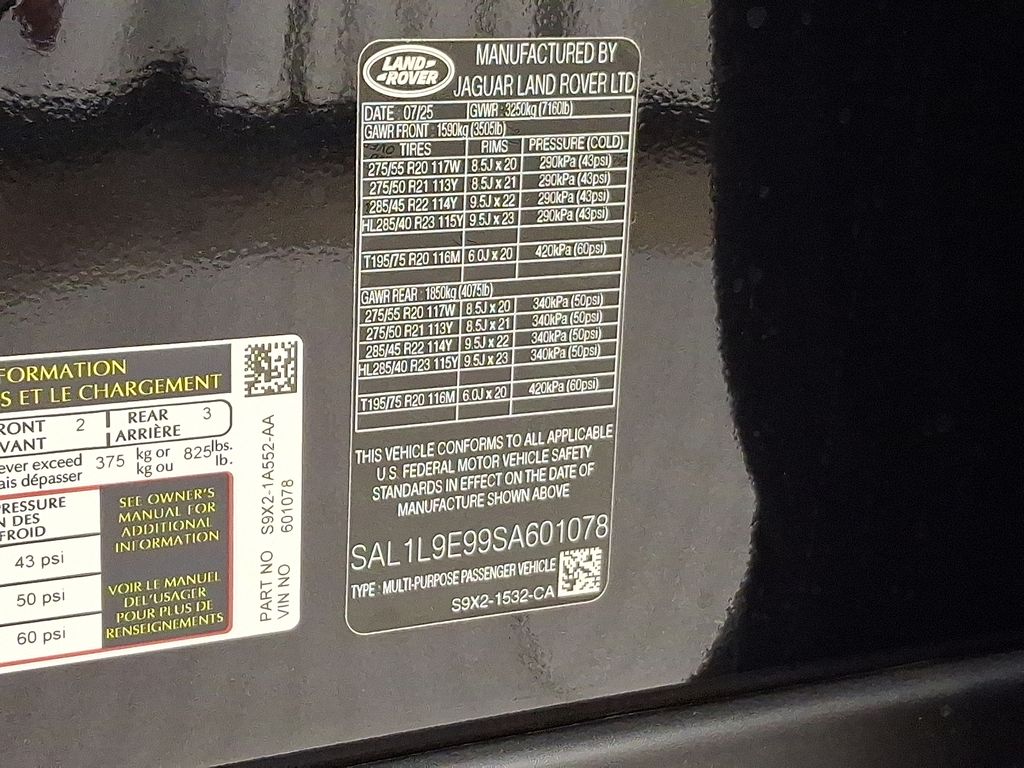 LAND-
-ROVER
MANUFACTURED BY
JAGUAR LAND ROVER LTD
DATE : 07/25 GVWR : 3250kg (7160lb)
GAWR FRONT : 1590kg (3505lb)
TIRES RIMS PRESSURE (COLD)
275/55 R20 117W 8.5J x 20 290kPa (43psi)
275/50 R21 113Y 8.5J x 21 290kPa (43psi)
285/45 R22 114Y 9.5J x 22 290kPa (43psi)
HL285/40 R23 115Y 9.5J x 23 290kPa (43psi)
T195/75 R20 116M 6.0J x 20 420kPa (60psi)
GAWR REAR : 1850kg (4075lb)
275/55 R20 117W 8.5J x 20 340kPa (50psi)
275/50 R21 113Y 8.5J x 21 340kPa (50psi)
285/45 R22 114Y 9.5J x 22 340kPa (50psi)
HL285/40 R23 115Y 9.5J x 23 340kPa (50psi)
T195/75 R20 116M 6.0J x 20 420kPa (60psi)
THIS VEHICLE CONFORMS TO ALL APPLICABLE
U.S. FEDERAL MOTOR VEHICLE SAFETY
STANDARDS IN EFFECT ON THE DATE OF
MANUFACTURE SHOWN ABOVE
SAL1L9E99SA601078
TYPE : MULTI-PURPOSE PASSENGER VEHICLE
S9X2-1532-CA
FORMATION
S ET LE CHARGEMENT
RONT 2 REAR 3
VANT ARRIÈRE
ever exceed 375 kg or 825 lbs.
ais dépasser kg ou lb.
PRESSURE
N DES
FROID
43 psi
50 psi
60 psi
SEE OWNER'S
MANUAL FOR
ADDITIONAL
INFORMATION
VOIR LE MANUEL
DEL'USAGER
POUR PLUS DE
RENSEIGNEMENTS
PART NO S9X2-1A552-AA
VIN NO 601078